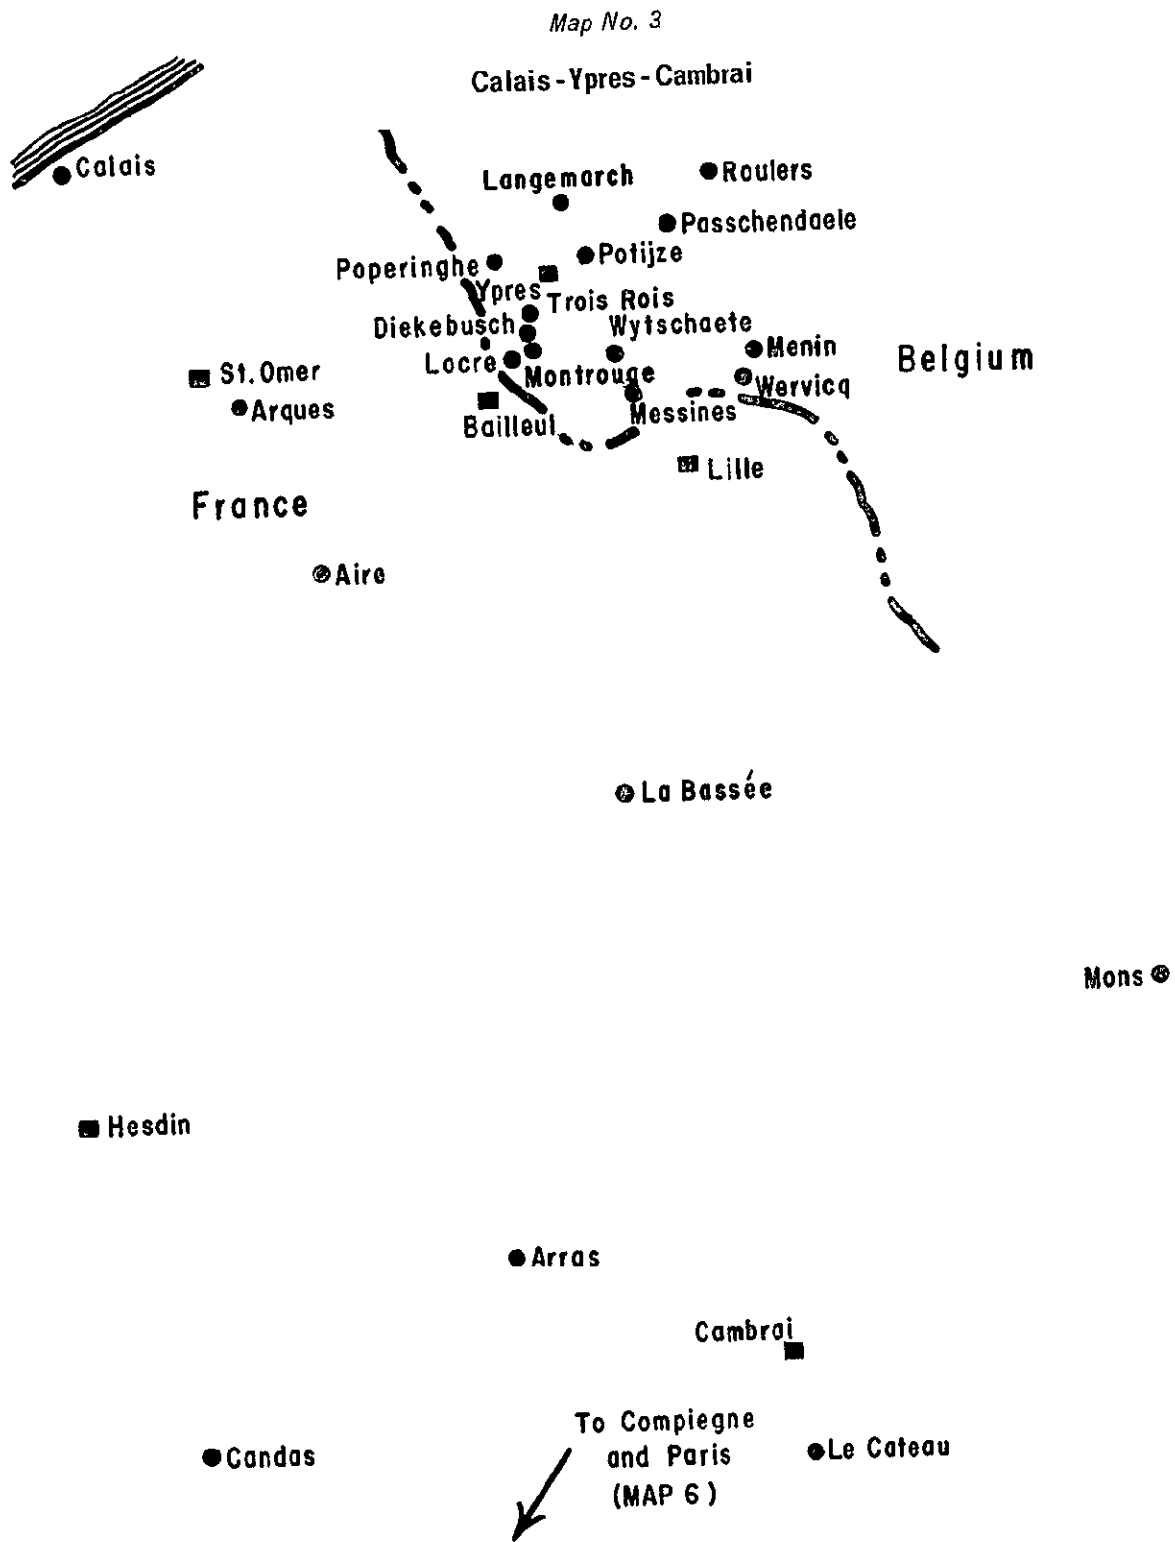 Map No. 3
Calais - Ypres - Cambrai
Calais
Langemarch
Roulers
Passchendaele
Potijze
Poperinghe
Ypres
Trois Rois
Diekebusch
Wytschaete
Menin
Belgium
Locre
Montrouge
Wervicq
St. Omer
Arques
Messines
Bailleul
Lille
France
Aire
La Bassée
Mons
Hesdin
Arras
Cambrai
To Compiegne
and Paris
(MAP 6)
Candas
Le Cateau